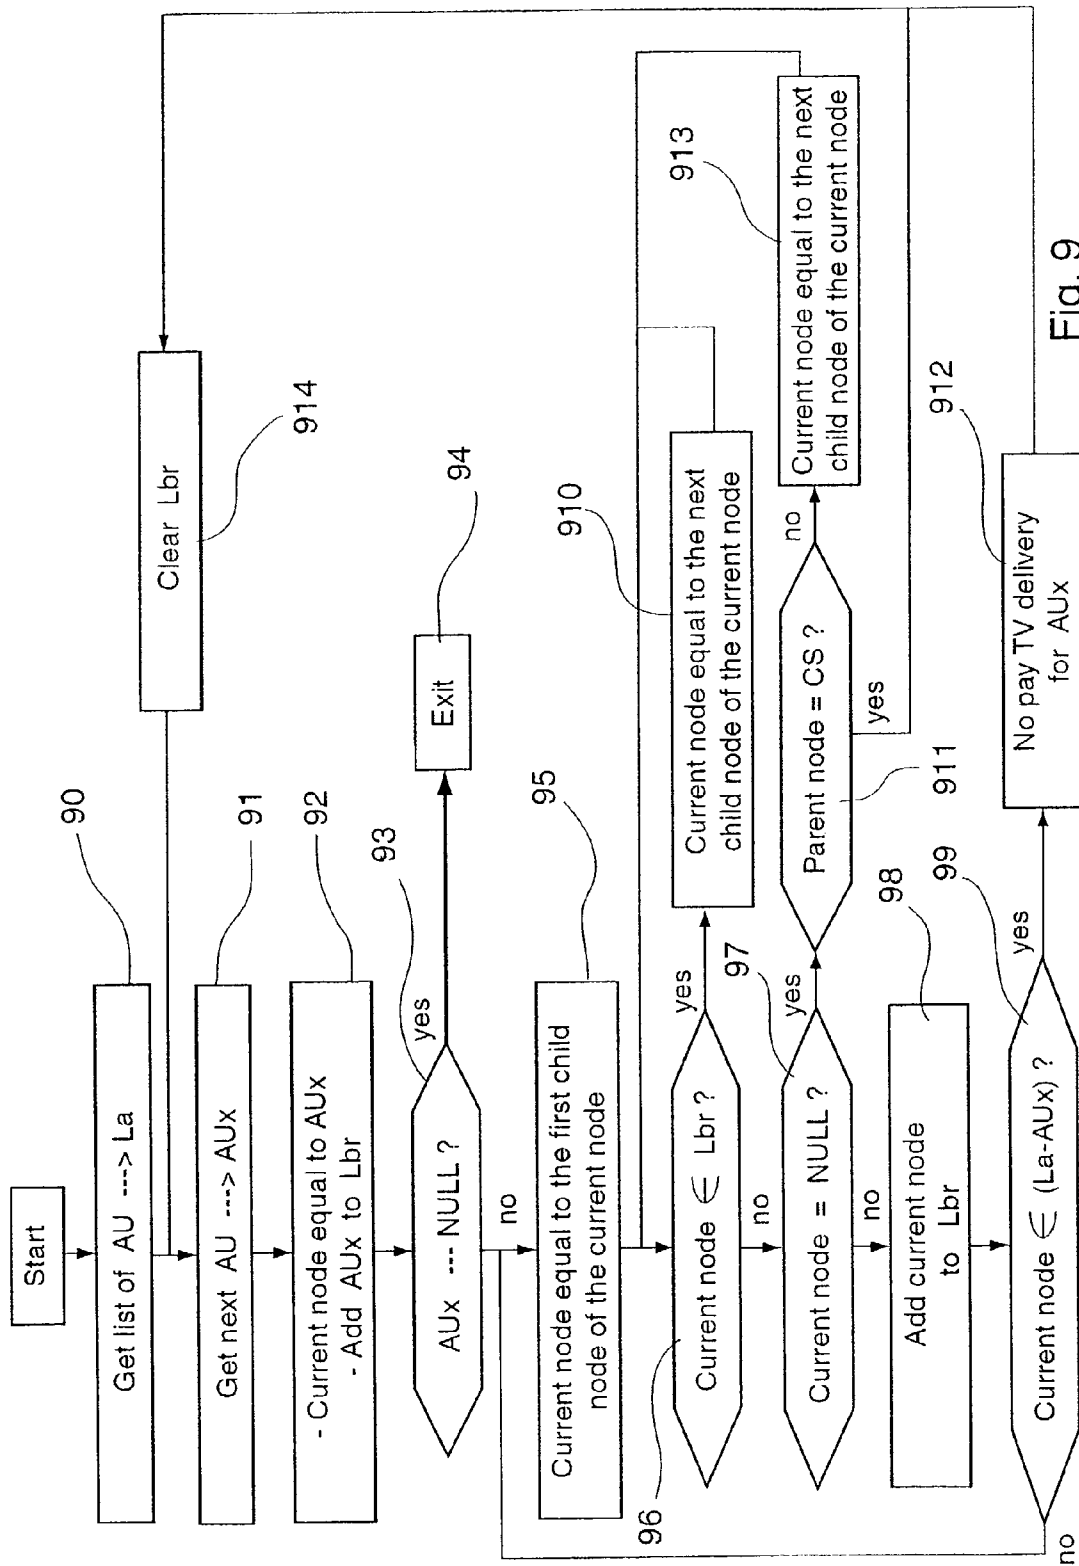 Start
Get list of AU ---> La
90
Get next AU ---> AUx
91
- Current node equal to AUx
- Add AUx to Lbr
92
AUx --- NULL ?
93
yes
Exit
94
no
Current node equal to the first child
node of the current node
95
Current node ∈ Lbr ?
96
yes
Current node equal to the next
child node of the current node
910
no
Current node = NULL ?
97
yes
Parent node = CS ?
911
no
Current node equal to the next
child node of the current node
913
yes
no
Add current node
to Lbr
98
Current node ∈ (La-AUx) ?
99
yes
No pay TV delivery
for AUx
912
no
Clear Lbr
914
Fig. 9